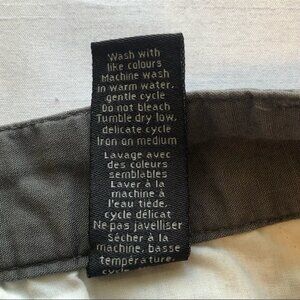 Wash with
like colours
Machine wash
in warm water,
gentle cycle
Do not bleach
Tumble dry low,
delicate cycle
Iron on medium
Lavage avec
des couleurs
semblables
Laver à la
machine à
l'eau tiède,
cycle délicat
Ne pas javelliser
Sécher à la
machine, basse
température,